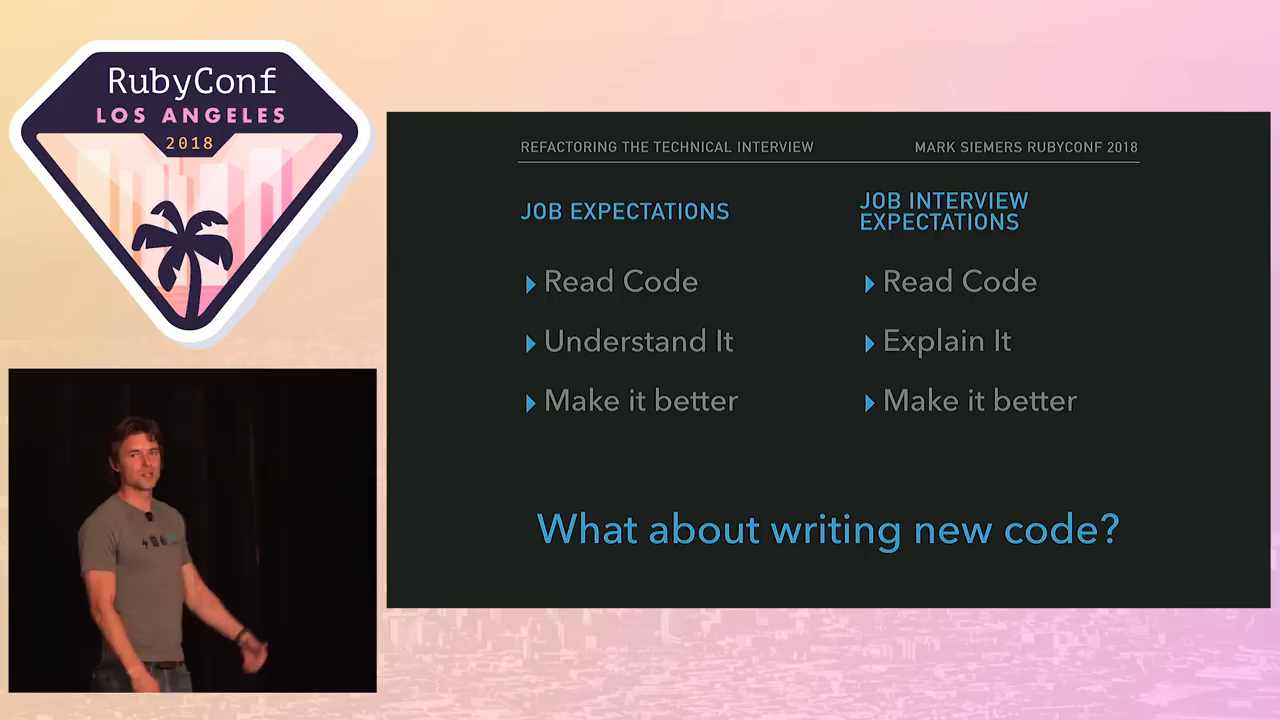 RubyConf
LOS ANGELES
2018
REFACTORING THE TECHNICAL INTERVIEW
MARK SIEMERS RUBYCONF 2018
JOB EXPECTATIONS
Read Code
Understand It
Make it better
JOB INTERVIEW
EXPECTATIONS
Read Code
Explain It
Make it better
What about writing new code?